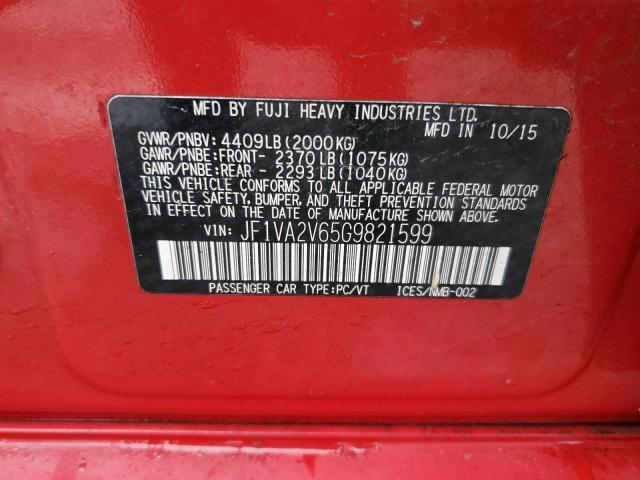 MFD BY FUJI HEAVY INDUSTRIES LTD.
MFD IN 10/15
GVWR/PNBV: 4409LB(2000KG)
GAWR/PNBE:FRONT- 2370LB(1075KG)
GAWR/PNBE:REAR - 2293LB(1040KG)
THIS VEHICLE CONFORMS TO ALL APPLICABLE FEDERAL MOTOR
VEHICLE SAFETY, BUMPER, AND THEFT PREVENTION STANDARDS
IN EFFECT ON THE DATE OF MANUFACTURE SHOWN ABOVE.
VIN: JF1VA2V65G9821599
PASSENGER CAR TYPE:PC/VT ICES/NMB-002